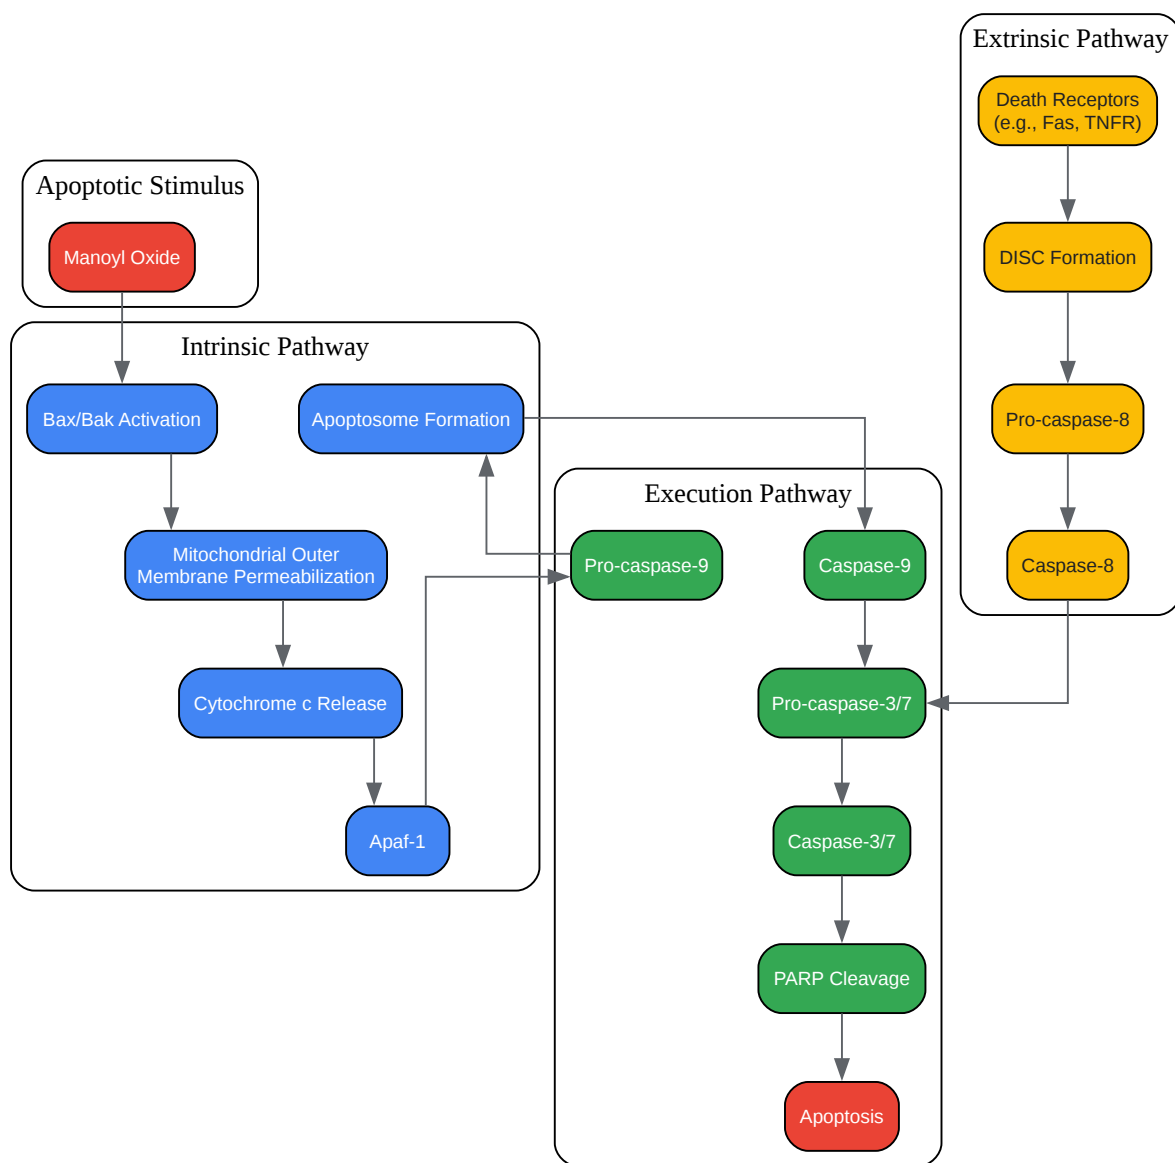 Extrinsic Pathway
Death Receptors
(e.g., Fas, TNFR)
DISC Formation
Pro-caspase-8
Caspase-8
Apoptotic Stimulus
Manoyl Oxide
Intrinsic Pathway
Bax/Bak Activation
Apoptosome Formation
Mitochondrial Outer
Membrane Permeabilization
Cytochrome c Release
Apaf-1
Execution Pathway
Pro-caspase-9
Caspase-9
Pro-caspase-3/7
Caspase-3/7
PARP Cleavage
Apoptosis